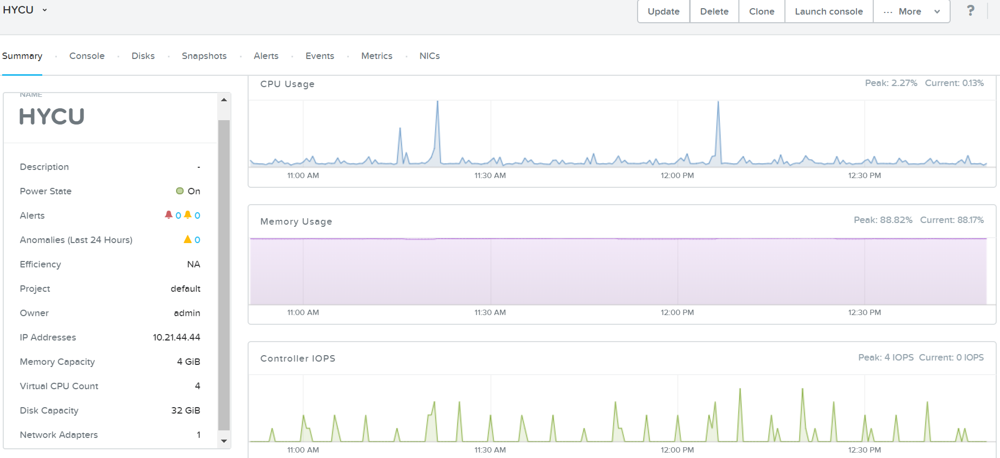 HYCU
Update
Delete
Clone
Launch console
··· More
?
Summary · Console · Disks · Snapshots · Alerts · Events · Metrics · NICs
NAME
HYCU
Description -
Power State On
Alerts 0 0
Anomalies (Last 24 Hours) 0
Efficiency NA
Project default
Owner admin
IP Addresses 10.21.44.44
Memory Capacity 4 GiB
Virtual CPU Count 4
Disk Capacity 32 GiB
Network Adapters 1
CPU Usage Peak: 2.27% Current: 0.13%
11:00 AM 11:30 AM 12:00 PM 12:30 PM
Memory Usage Peak: 88.82% Current: 88.17%
11:00 AM 11:30 AM 12:00 PM 12:30 PM
Controller IOPS Peak: 4 IOPS Current: 0 IOPS
11:00 AM 11:30 AM 12:00 PM 12:30 PM